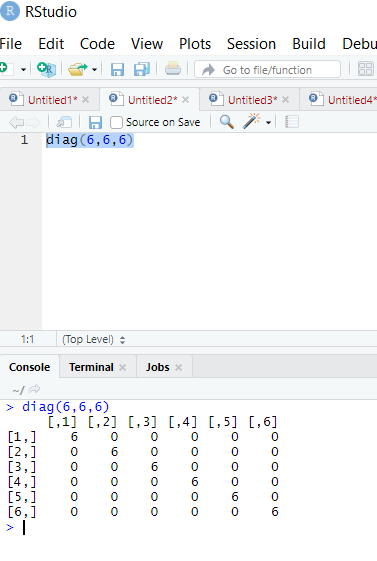 RStudio
File Edit Code View Plots Session Build Debu
Go to file/function
Untitled1* × Untitled2* × Untitled3* × Untitled4*
Source on Save
1 diag(6,6,6)
1:1 (Top Level)
Console Terminal × Jobs ×
~/
> diag(6,6,6)
[,1] [,2] [,3] [,4] [,5] [,6]
[1,] 6 0 0 0 0 0
[2,] 0 6 0 0 0 0
[3,] 0 0 6 0 0 0
[4,] 0 0 0 6 0 0
[5,] 0 0 0 0 6 0
[6,] 0 0 0 0 0 6
>